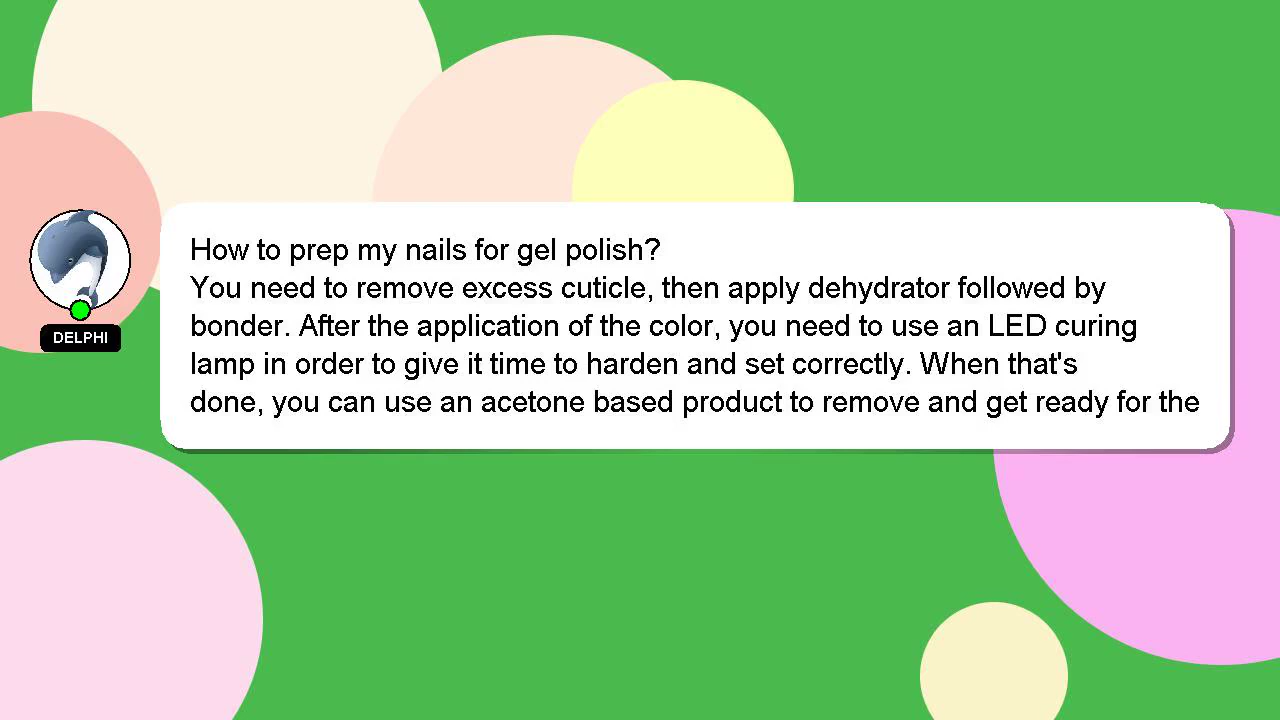 How to prep my nails for gel polish?
You need to remove excess cuticle, then apply dehydrator followed by
bonder. After the application of the color, you need to use an LED curing
lamp in order to give it time to harden and set correctly. When that's
done, you can use an acetone based product to remove and get ready for the
DELPHI